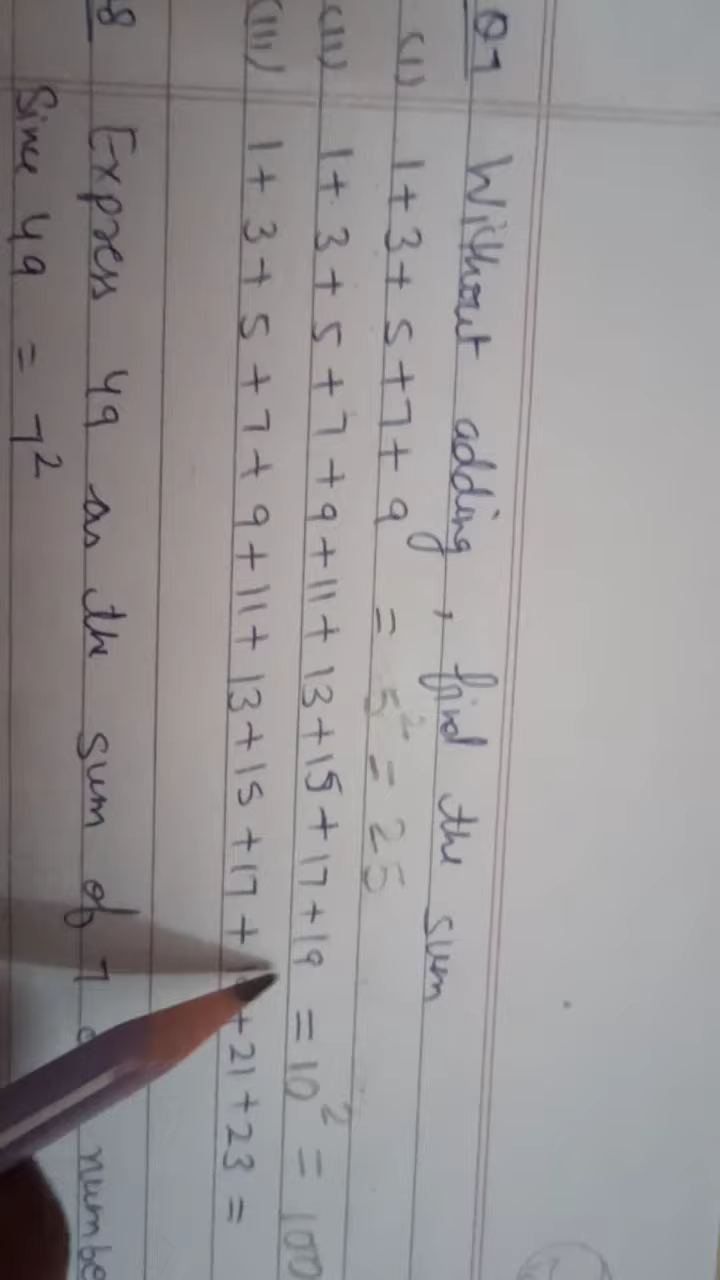 Q7 Without adding, find the sum
(i) 1+3+5+7+9 = 5² = 25
(ii) 1+3+5+7+9+11+13+15+17+19 = 10² = 100
(iii) 1+3+5+7+9+11+13+15+17+ +21+23 =
8 Express 49 as the sum of 7
Since 49 = 7²